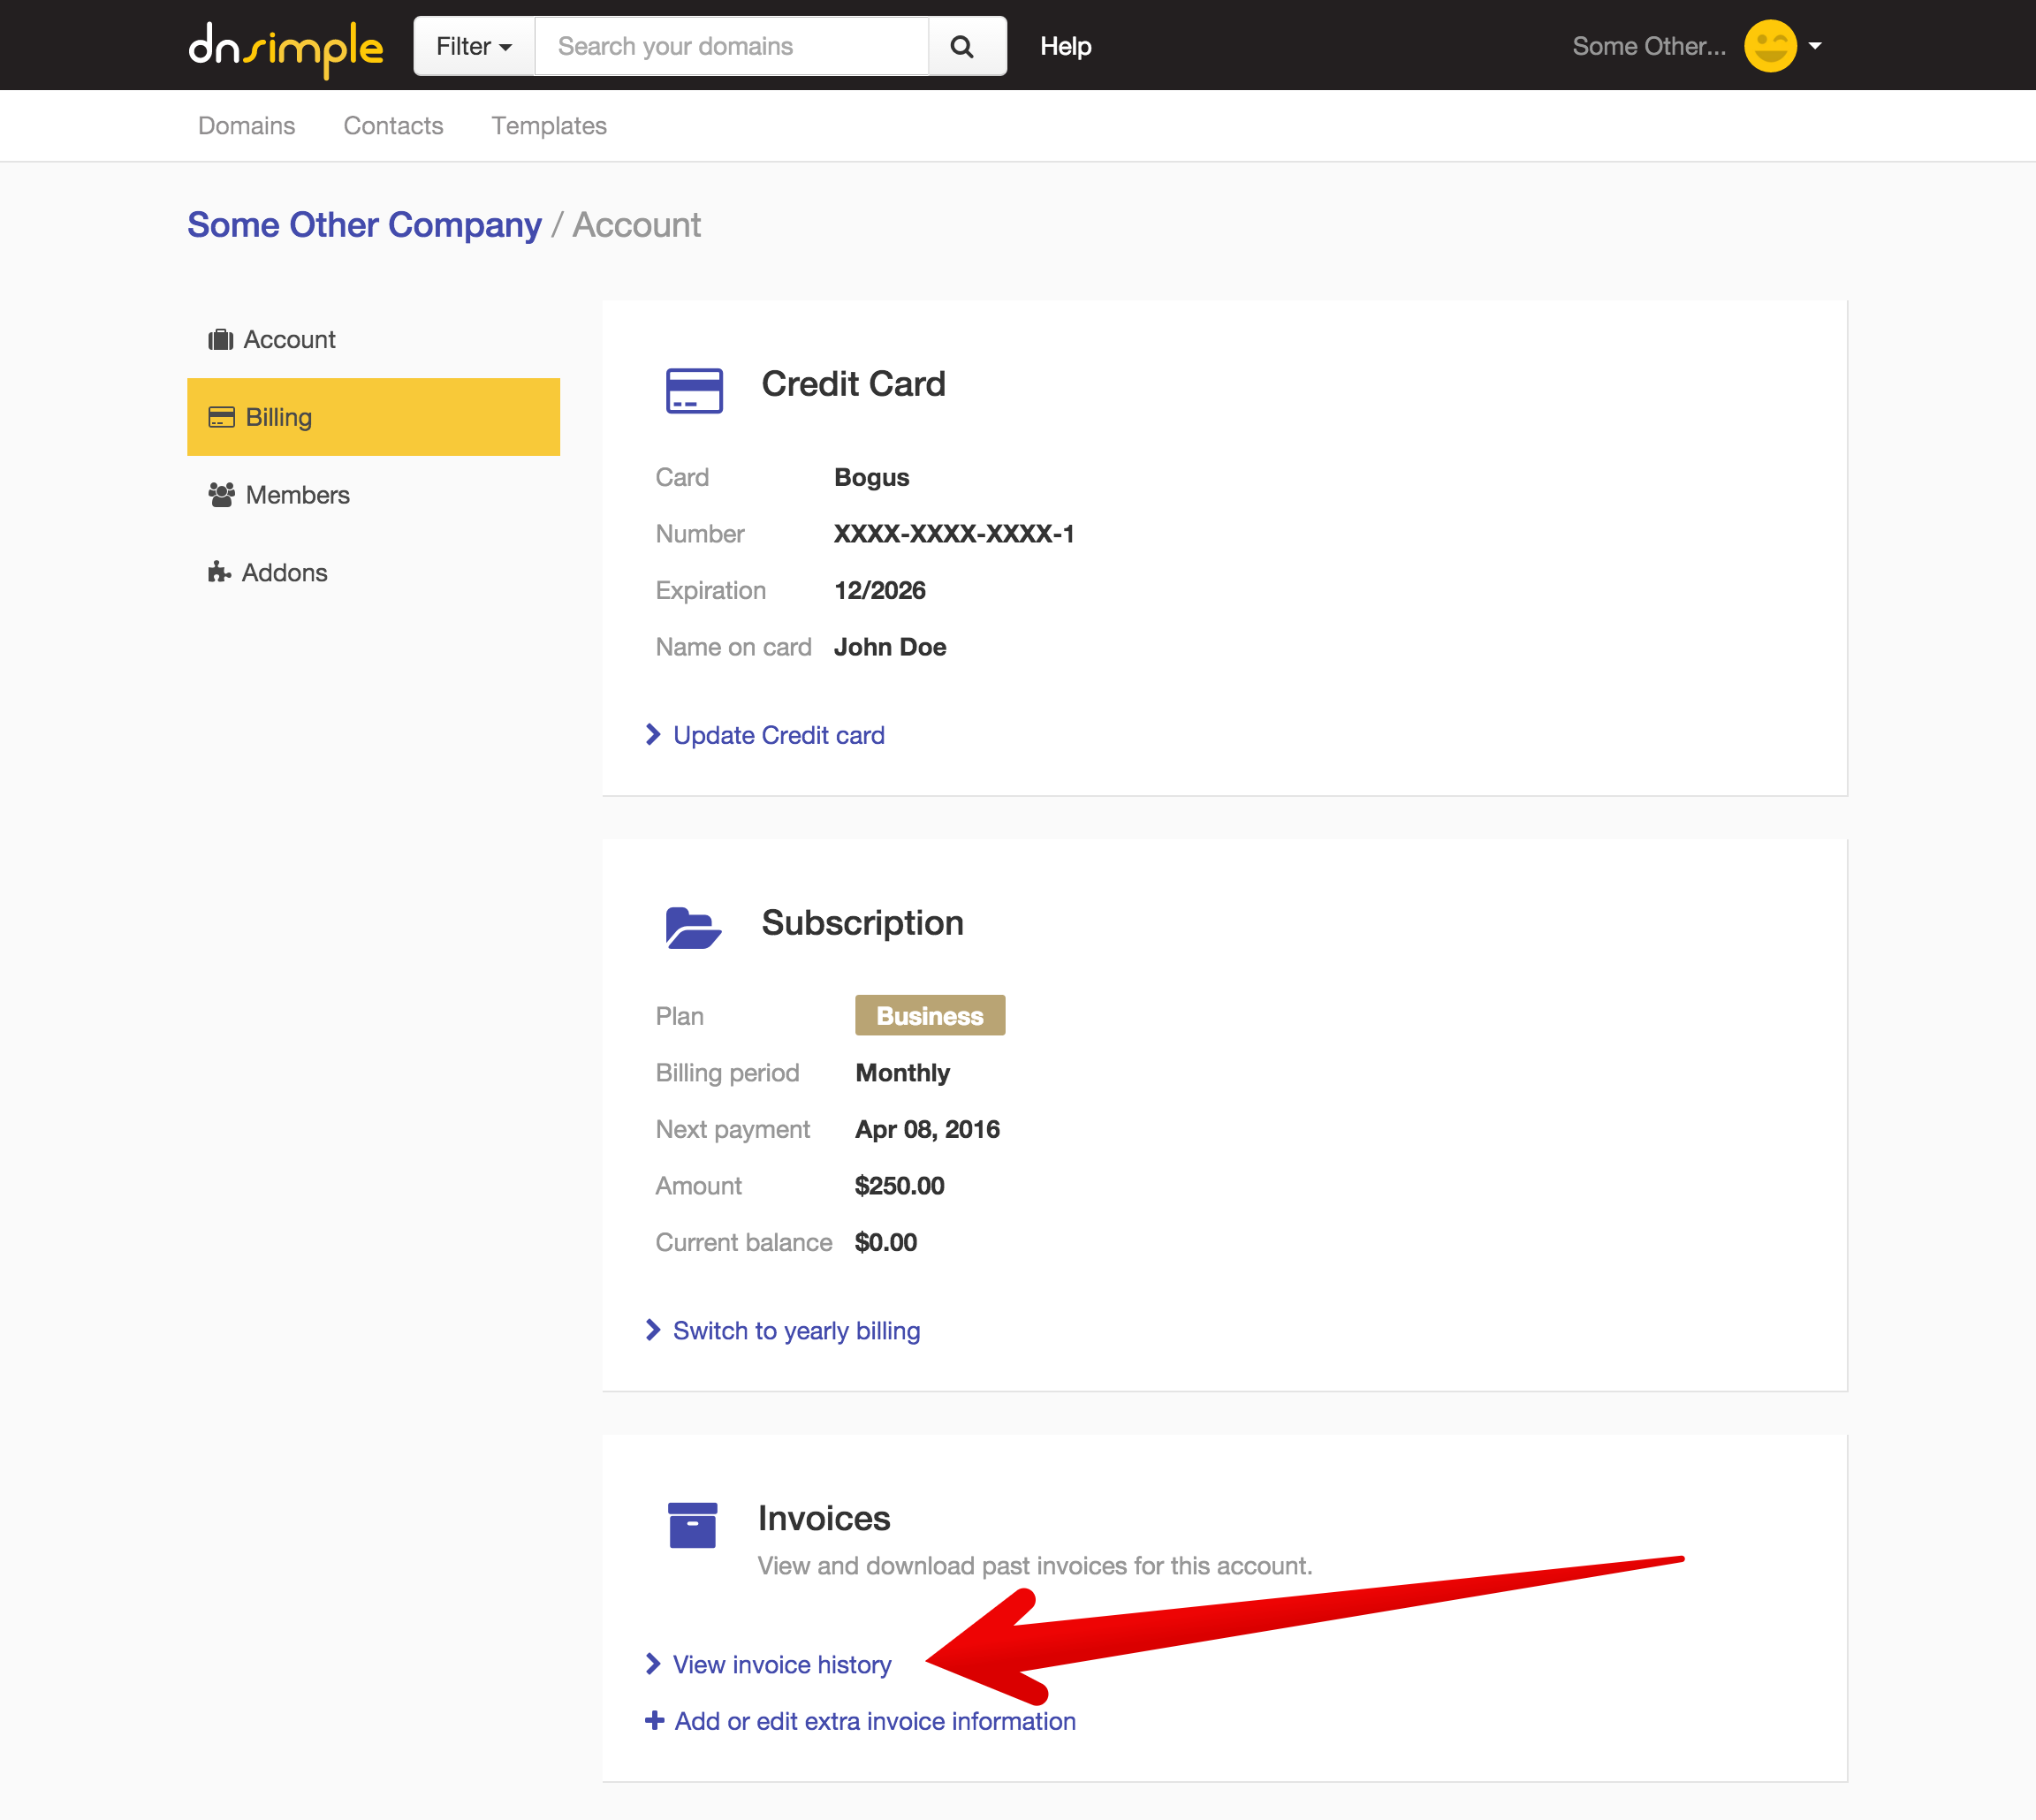 dnsimple Filter Search your domains Help Some Other...
Domains Contacts Templates
Some Other Company / Account
Account
Billing
Members
Addons
Credit Card
Card Bogus
Number XXXX-XXXX-XXXX-1
Expiration 12/2026
Name on card John Doe
Update Credit card
Subscription
Plan Business
Billing period Monthly
Next payment Apr 08, 2016
Amount $250.00
Current balance $0.00
Switch to yearly billing
Invoices
View and download past invoices for this account.
View invoice history
Add or edit extra invoice information